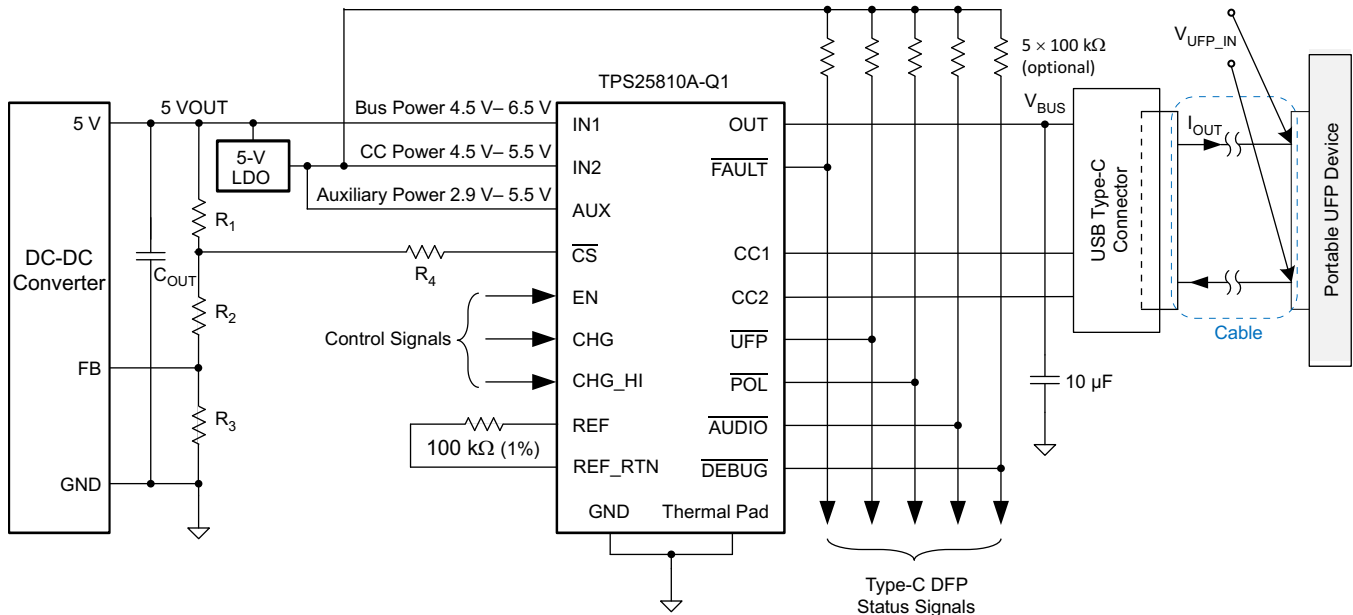 TPS25810A-Q1
5 × 100 kΩ
(optional)
V_UFP_IN
5 VOUT
Bus Power 4.5 V– 6.5 V
5 V
IN1
OUT
V_BUS
I_OUT
5-V
LDO
CC Power 4.5 V– 5.5 V
IN2
FAULT
Auxiliary Power 2.9 V– 5.5 V
AUX
R1
CS
CC1
R4
DC-DC
Converter
C_OUT
R2
EN
CC2
USB Type-C
Connector
Portable UFP Device
Cable
Control Signals
CHG
UFP
FB
CHG_HI
POL
10 µF
R3
REF
AUDIO
100 kΩ (1%)
REF_RTN
DEBUG
GND
GND
Thermal Pad
Type-C DFP
Status Signals